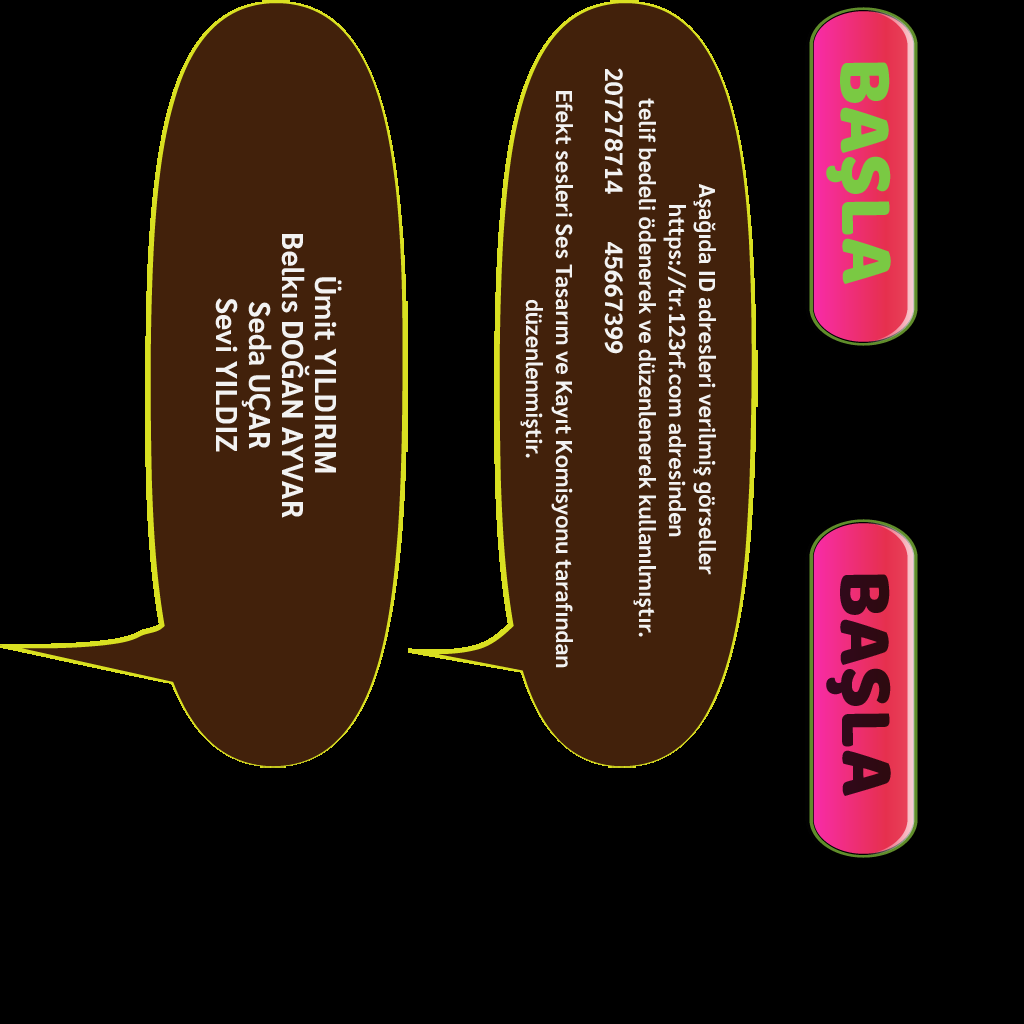 BAŞLA
BAŞLA
Aşağıda ID adresleri verilmiş görseller
https://tr.123rf.com adresinden
telif bedeli ödenerek ve düzenlenerek kullanılmıştır.
207278714 45667399
Efekt sesleri Ses Tasarım ve Kayıt Komisyonu tarafından
düzenlenmiştir.
Ümit YILDIRIM
Belkıs DOĞAN AYVAR
Seda UÇAR
Sevi YILDIZ